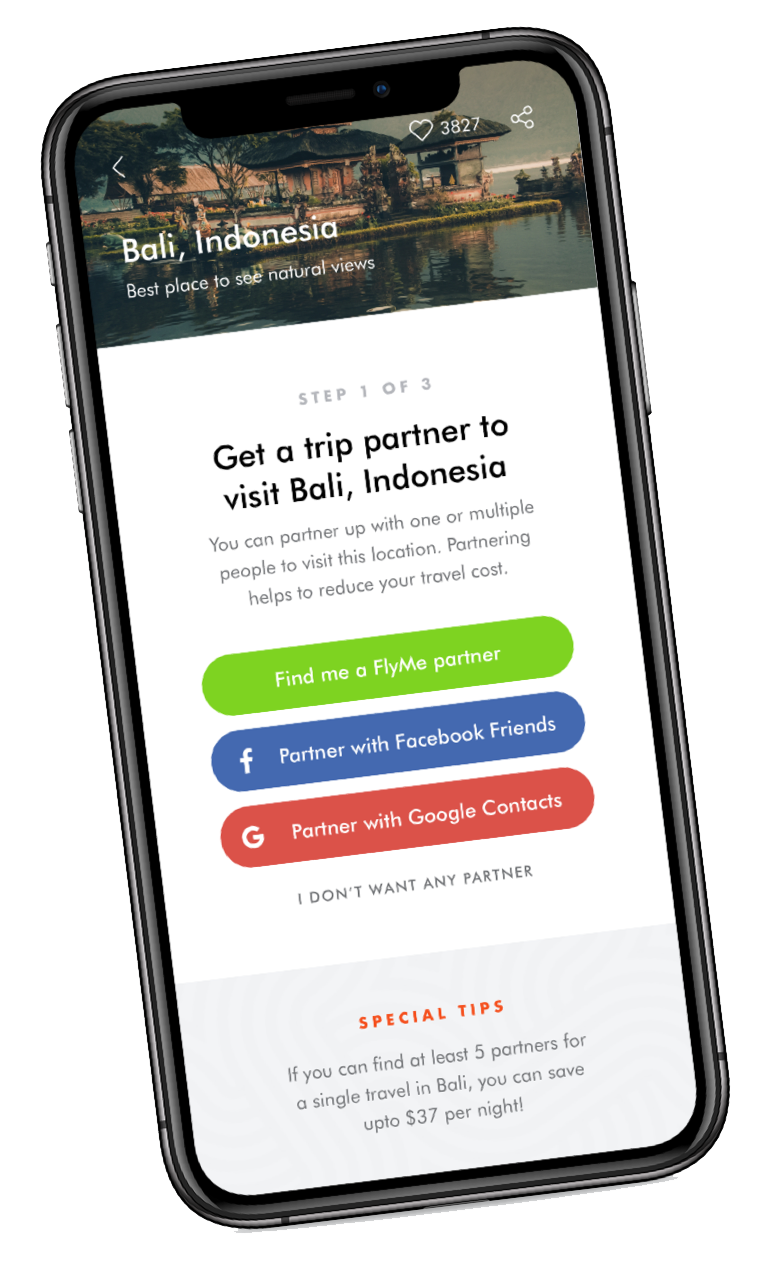 3827
Bali, Indonesia
Best place to see natural views
STEP 1 OF 3
Get a trip partner to
visit Bali, Indonesia
You can partner up with one or multiple
people to visit this location. Partnering
helps to reduce your travel cost.
Find me a FlyMe partner
f Partner with Facebook Friends
G Partner with Google Contacts
I DON'T WANT ANY PARTNER
SPECIAL TIPS
If you can find at least 5 partners for
a single travel in Bali, you can save
upto $37 per night!